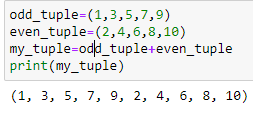 odd_tuple=(1,3,5,7,9)
even_tuple=(2,4,6,8,10)
my_tuple=odd_tuple+even_tuple
print(my_tuple)
(1, 3, 5, 7, 9, 2, 4, 6, 8, 10)